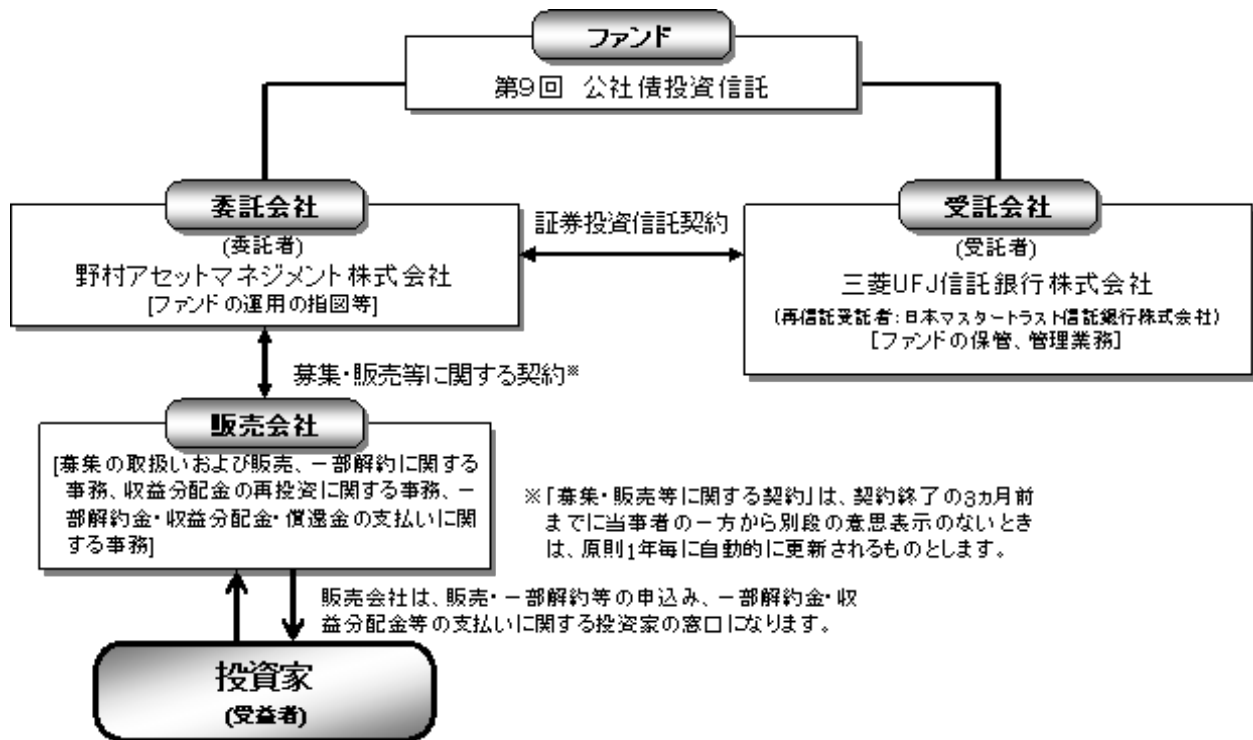 ファンド
第9回 公社債投資信託
委託会社
(委託者)
野村アセットマネジメント株式会社
[ファンドの運用の指図等]
証券投資信託契約
受託会社
(受託者)
三菱UFJ信託銀行株式会社
(再信託受託者:日本マスタートラスト信託銀行株式会社)
[ファンドの保管、管理業務]
募集・販売等に関する契約※
販売会社
[募集の取扱いおよび販売、一部解約に関する
事務、収益分配金の再投資に関する事務、一
部解約金・収益分配金・償還金の支払いに関
する事務]
※「募集・販売等に関する契約」は、契約終了の3ヵ月前
までに当事者の一方から別段の意思表示のないとき
は、原則1年毎に自動的に更新されるものとします。
販売会社は、販売・一部解約等の申込み、一部解約金・収
益分配金等の支払いに関する投資家の窓口になります。
投資家
(受益者)